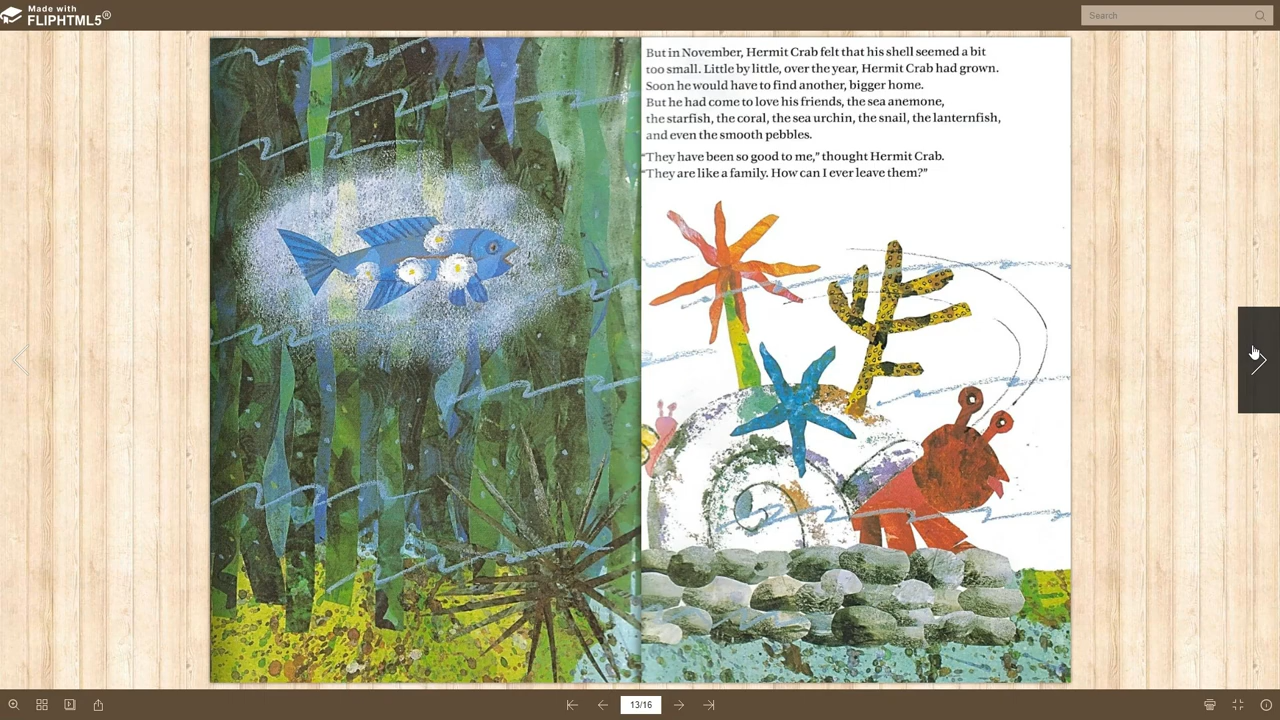 Made with
FLIPHTML5®
Search
But in November, Hermit Crab felt that his shell seemed a bit
too small. Little by little, over the year, Hermit Crab had grown.
Soon he would have to find another, bigger home.
But he had come to love his friends, the sea anemone,
the starfish, the coral, the sea urchin, the snail, the lanternfish,
and even the smooth pebbles.
"They have been so good to me," thought Hermit Crab.
"They are like a family. How can I ever leave them?"
13/16